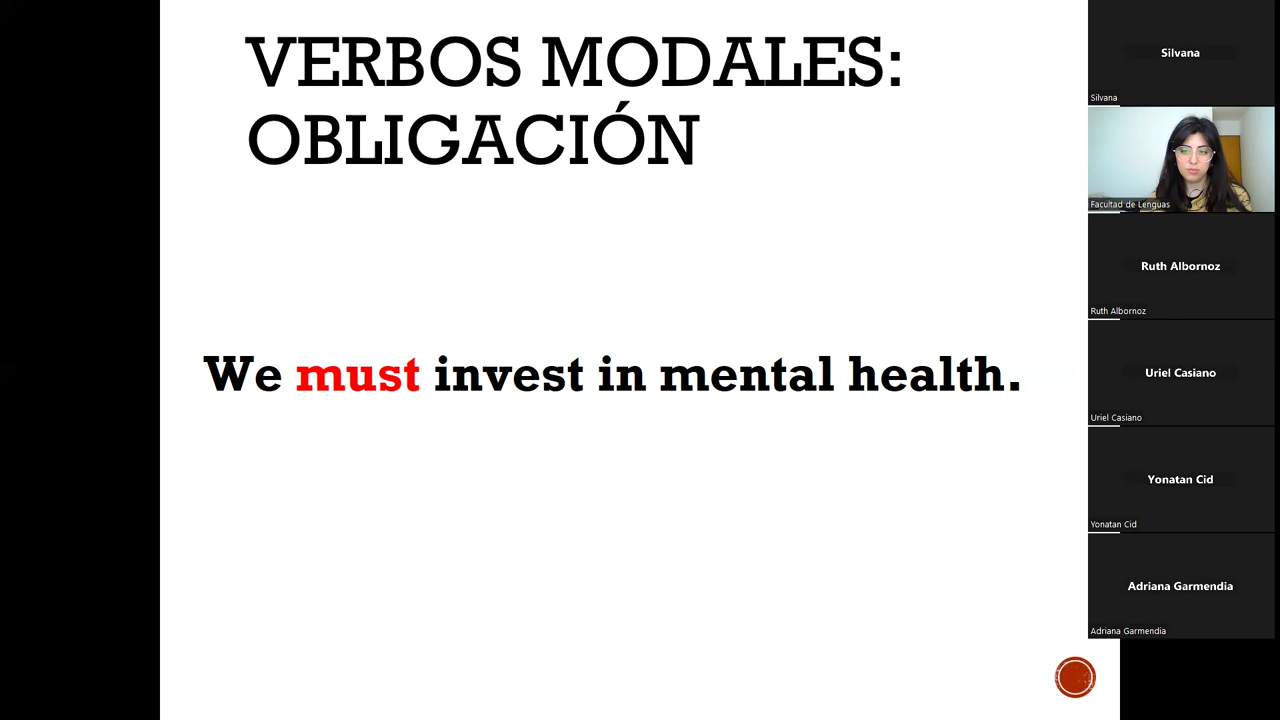 VERBOS MODALES:
OBLIGACIÓN
We must invest in mental health.
Silvana
Silvana
Facultad de Lenguas
Ruth Albornoz
Ruth Albornoz
Uriel Casiano
Uriel Casiano
Yonatan Cid
Yonatan Cid
Adriana Garmendia
Adriana Garmendia